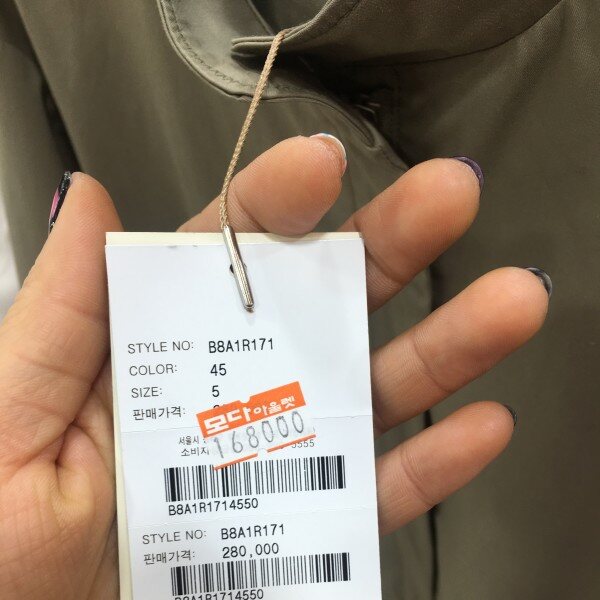 STYLE NO: B8A1R171
COLOR: 45
SIZE: 5
판매가격:
모다아울렛
168000
서울시
소비자 5555
B8A1R1714550
STYLE NO: B8A1R171
판매가격: 280,000
B8A1R1714550